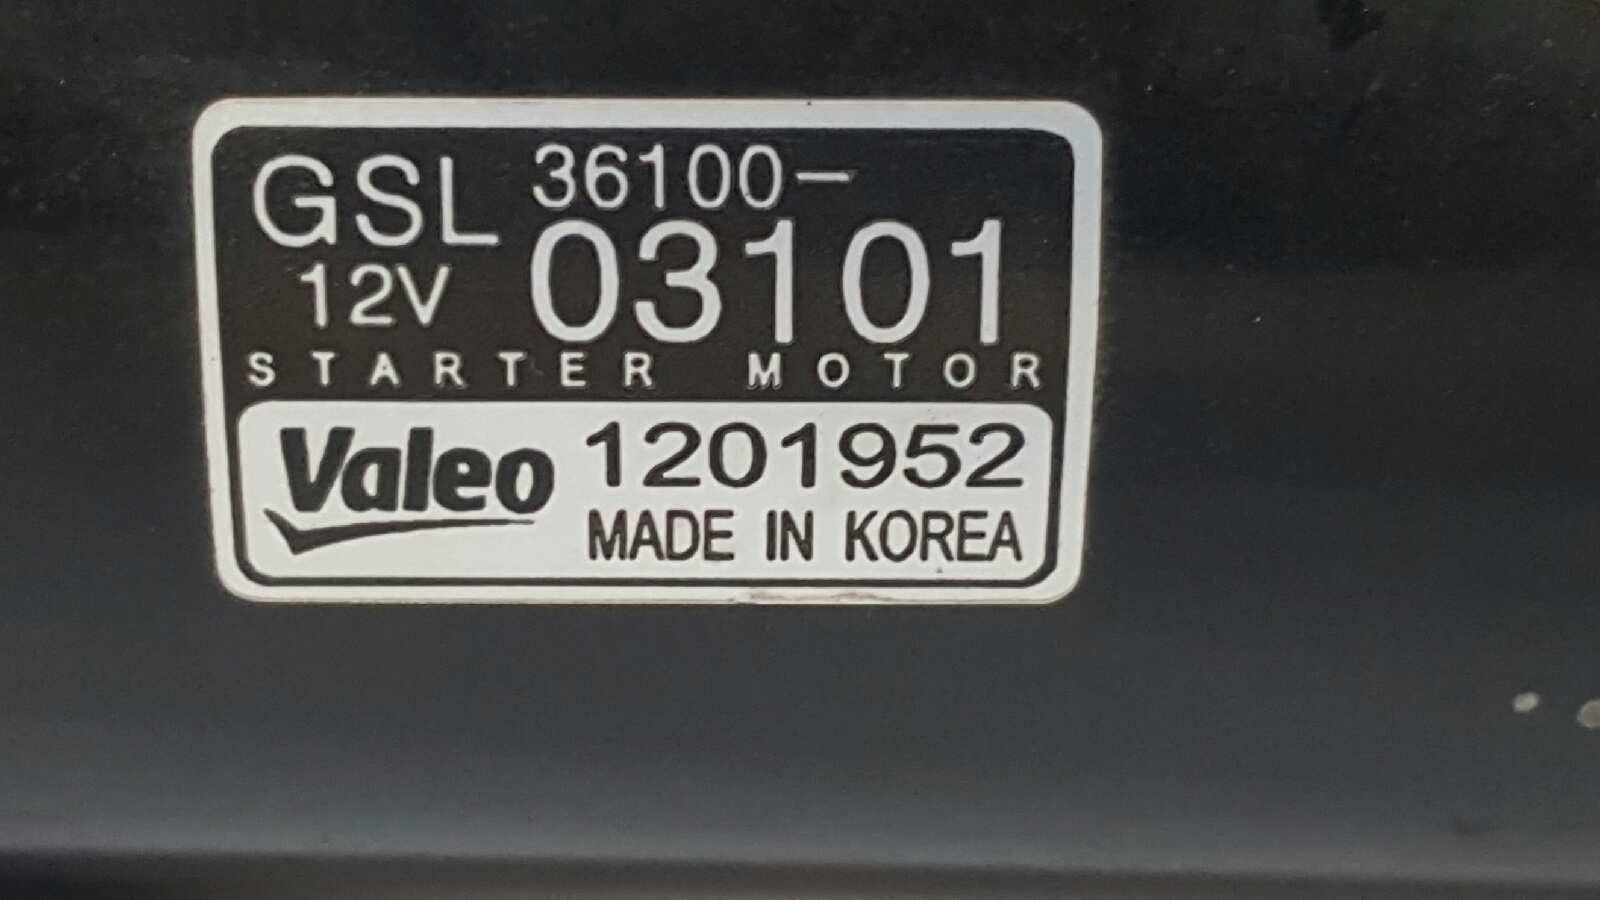 GSL 36100-
12V 03101
STARTER MOTOR
Valeo 1201952
MADE IN KOREA